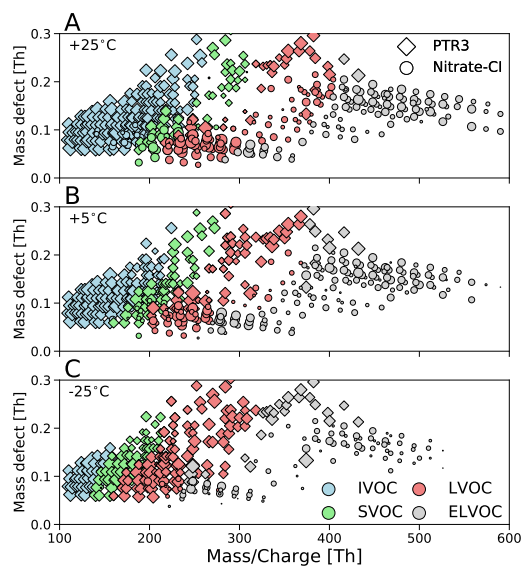 A
+25°C
PTR3
Nitrate-CI
Mass defect [Th]
0.3
0.2
0.1
0.0
B
+5°C
Mass defect [Th]
0.3
0.2
0.1
0.0
C
-25°C
Mass defect [Th]
0.3
0.2
0.1
0.0
IVOC
LVOC
SVOC
ELVOC
100 200 300 400 500 600
Mass/Charge [Th]